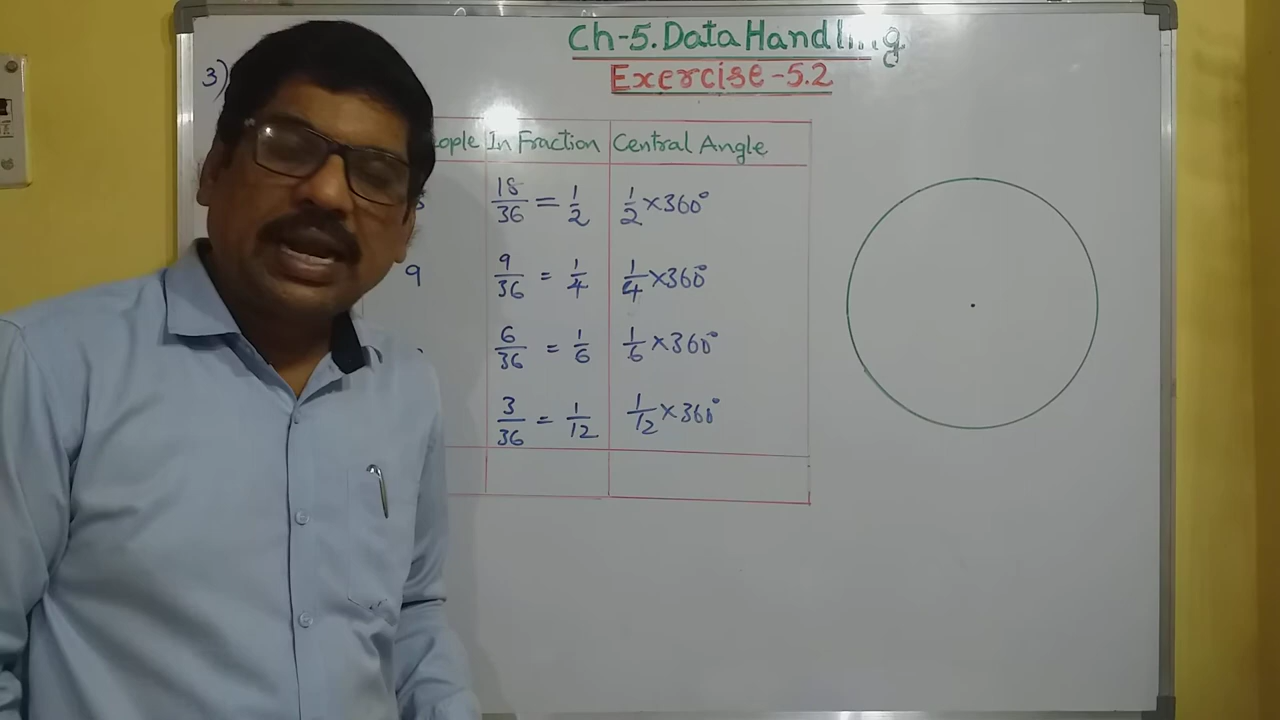 Ch-5. Data Handling
Exercise-5.2
3)
In Fraction Central Angle
18/36 = 1/2 1/2 ×360°
9 9/36 = 1/4 1/4 ×360°
6/36 = 1/6 1/6 ×360°
3/36 = 1/12 1/12 ×360°